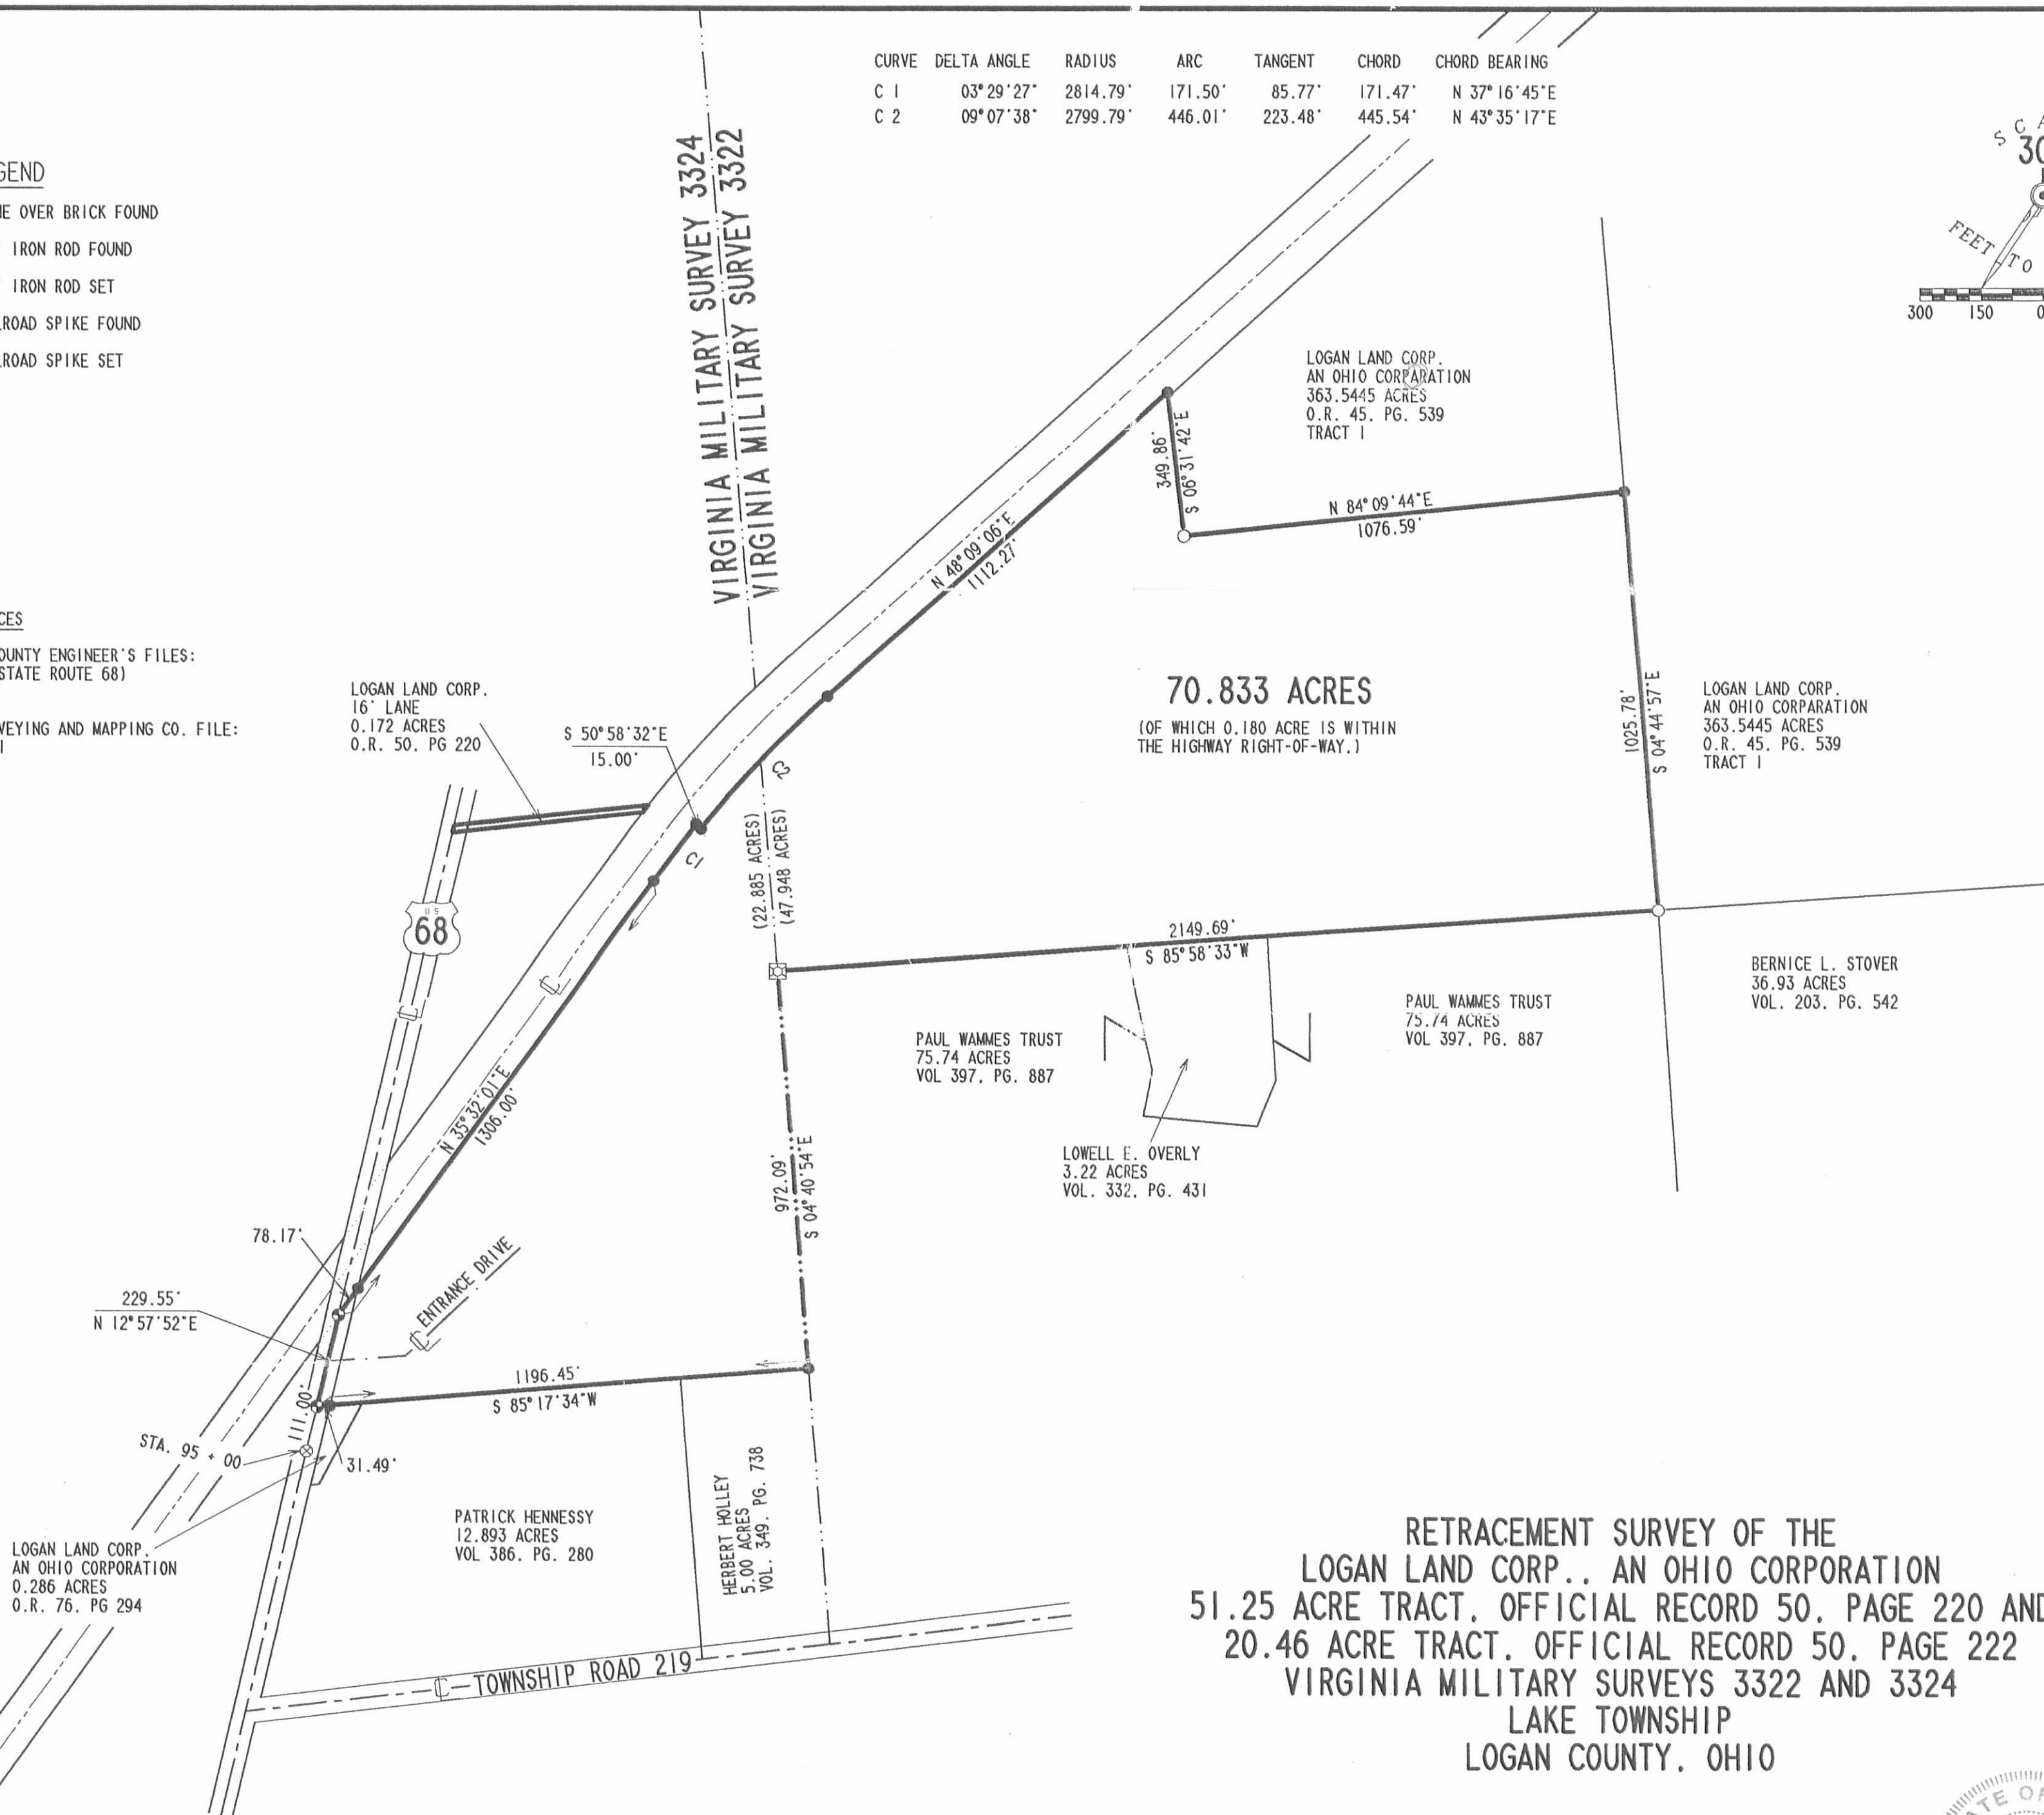 CURVE DELTA ANGLE RADIUS ARC TANGENT CHORD CHORD BEARING
C 1 03°29'27" 2814.79' 171.50' 85.77' 171.47' N 37°16'45"E
C 2 09°07'38" 2799.79' 446.01' 223.48' 445.54' N 43°35'17"E
OVER BRICK FOUND
IRON ROD FOUND
IRON ROD SET
SPIKE FOUND
SPIKE SET
VIRGINIA MILITARY SURVEY 3324
VIRGINIA MILITARY SURVEY 3322
FEET TO
300 150 0
LOGAN LAND CORP.
AN OHIO CORPARATION
363.5445 ACRES
O.R. 45, PG. 539
TRACT 1
349.86'
S 06°31'42"E
N 84°09'44"E
1076.59'
N 48°09'06"E
1112.27'
ENGINEER'S FILES:
STATE ROUTE 68)
AND MAPPING CO. FILE:
LOGAN LAND CORP.
16' LANE
0.172 ACRES
O.R. 50, PG 220
S 50°58'32"E
15.00'
C2
C1
70.833 ACRES
(OF WHICH 0.180 ACRE IS WITHIN
THE HIGHWAY RIGHT-OF-WAY.)
1025.78'
S 04°44'57"E
LOGAN LAND CORP.
AN OHIO CORPARATION
363.5445 ACRES
O.R. 45, PG. 539
TRACT 1
(22.885 ACRES)
(47.948 ACRES)
US
68
2149.69'
S 85°58'33"W
BERNICE L. STOVER
36.93 ACRES
VOL. 203, PG. 542
PAUL WAMMES TRUST
75.74 ACRES
VOL 397, PG. 887
PAUL WAMMES TRUST
75.74 ACRES
VOL 397, PG. 887
LOWELL E. OVERLY
3.22 ACRES
VOL. 332, PG. 431
N 35°32'01"E
1306.00'
972.09'
S 04°40'54"E
78.17'
229.55'
N 12°57'52"E
ENTRANCE DRIVE
1196.45'
S 85°17'34"W
111.00'
STA. 95 + 00
31.49'
LOGAN LAND CORP.
AN OHIO CORPORATION
0.286 ACRES
O.R. 76, PG 294
PATRICK HENNESSY
12.893 ACRES
VOL 386, PG. 280
HERBERT HOLLEY
5.00 ACRES
VOL. 349, PG. 738
TOWNSHIP ROAD 219
RETRACEMENT SURVEY OF THE
LOGAN LAND CORP., AN OHIO CORPORATION
51.25 ACRE TRACT, OFFICIAL RECORD 50, PAGE 220 AND
20.46 ACRE TRACT, OFFICIAL RECORD 50, PAGE 222
VIRGINIA MILITARY SURVEYS 3322 AND 3324
LAKE TOWNSHIP
LOGAN COUNTY, OHIO